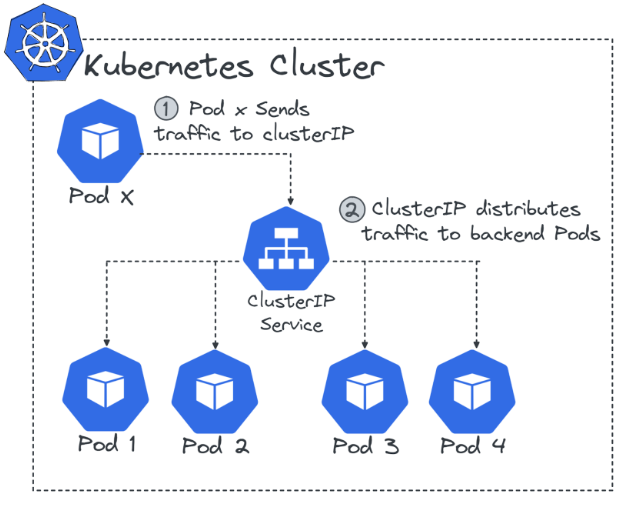 Kubernetes Cluster
1 Pod x Sends
traffic to clusterIP
Pod X
2 ClusterIP distributes
traffic to backend Pods
ClusterIP
Service
Pod 1
Pod 2
Pod 3
Pod 4